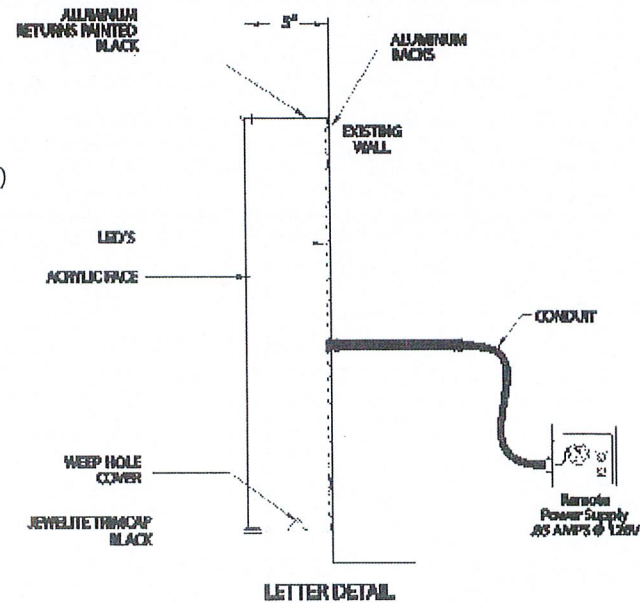 ALUMINUM
RETURNS PAINTED
BLACK
5"
ALUMINUM
BACKS
EXISTING
WALL
)
LED'S
ACRYLIC FACE
CONDUIT
WEEP HOLE
COVER
JEWELITE TRIMCAP
BLACK
Remote
Power Supply
AMPS @ 120V
LETTER DETAIL